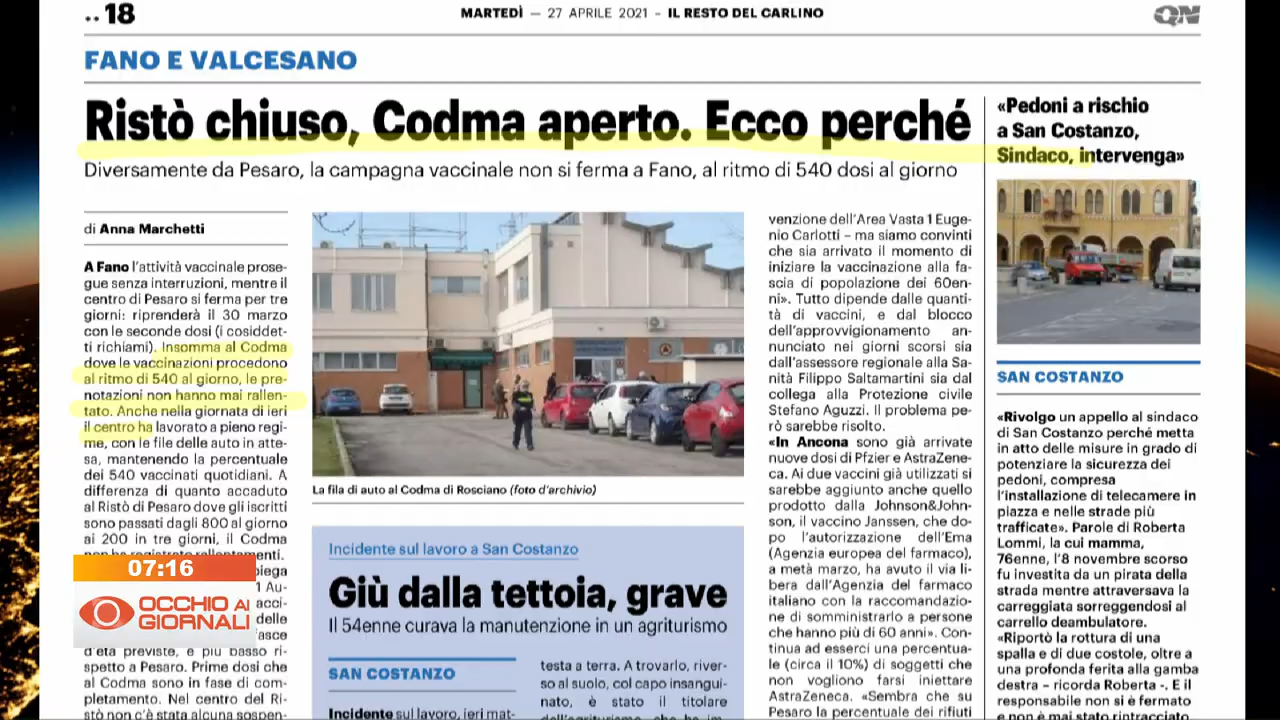 18
MARTEDÌ — 27 APRILE 2021 - IL RESTO DEL CARLINO
QN
FANO E VALCESANO
Ristò chiuso, Codma aperto. Ecco perché
Diversamente da Pesaro, la campagna vaccinale non si ferma a Fano, al ritmo di 540 dosi al giorno
di Anna Marchetti
A Fano l'attività vaccinale prose-
gue senza interruzioni, mentre il
centro di Pesaro si ferma per tre
giorni: riprenderà il 30 marzo
con le seconde dosi (i cosiddet-
ti richiami). Insomma al Codma
dove le vaccinazioni procedono
al ritmo di 540 al giorno, le pre-
notazioni non hanno mai rallen-
tato. Anche nella giornata di ieri
il centro ha lavorato a pieno regi-
me, con le file delle auto in atte-
sa, mantenendo la percentuale
dei 540 vaccinati quotidiani. A
differenza di quanto accaduto
al Ristò di Pesaro dove gli iscritti
sono passati dagli 800 al giorno
ai 200 in tre giorni, il Codma
non ha registrato rallentamenti.
1 Au-
delle
d'età previste, e più basso ri-
spetto a Pesaro. Prime dosi che
al Codma sono in fase di com-
pletamento. Nel centro del Ri-
stò non c'è stata alcuna sospen-
La fila di auto al Codma di Rosciano (foto d'archivio)
Incidente sul lavoro a San Costanzo
Giù dalla tettoia, grave
Il 54enne curava la manutenzione in un agriturismo
SAN COSTANZO
Incidente sul lavoro, ieri mat-
testa a terra. A trovarlo, river-
so al suolo, col capo insangui-
nato, è stato il titolare
dell'agriturismo, che ha im-
venzione dell'Area Vasta 1 Euge-
nio Carlotti – ma siamo convinti
che sia arrivato il momento di
iniziare la vaccinazione alla fa-
scia di popolazione dei 60en-
ni». Tutto dipende dalle quanti-
tà di vaccini, e dal blocco
dell'approvvigionamento an-
nunciato nei giorni scorsi sia
dall'assessore regionale alla Sa-
nità Filippo Saltamartini sia dal
collega alla Protezione civile
Stefano Aguzzi. Il problema pe-
rò sarebbe risolto.
«In Ancona sono già arrivate
nuove dosi di Pfzier e AstraZene-
ca. Ai due vaccini già utilizzati si
sarebbe aggiunto anche quello
prodotto dalla Johnson&John-
son, il vaccino Janssen, che do-
po l'autorizzazione dell'Ema
(Agenzia europea del farmaco),
a metà marzo, ha avuto il via li-
bera dall'Agenzia del farmaco
italiano con la raccomandazio-
ne di somministrarlo a persone
che hanno più di 60 anni». Con-
tinua ad esserci una percentua-
le (circa il 10%) di soggetti che
non vogliono farsi iniettare
AstraZeneca. «Sembra che su
Pesaro la percentuale dei rifiuti
«Pedoni a rischio
a San Costanzo,
Sindaco, intervenga»
SAN COSTANZO
«Rivolgo un appello al sindaco
di San Costanzo perché metta
in atto delle misure in grado di
potenziare la sicurezza dei
pedoni, compresa
l'installazione di telecamere in
piazza e nelle strade più
trafficate». Parole di Roberta
Lommi, la cui mamma,
76enne, l'8 novembre scorso
fu investita da un pirata della
strada mentre attraversava la
carreggiata sorreggendosi al
carrello deambulatore.
«Riportò la rottura di una
spalla e di due costole, oltre a
una profonda ferita alla gamba
destra – ricorda Roberta -. E il
responsabile non si è fermato
e non è mai stato rintracciato
07:16
OCCHIO AI
GIORNALI